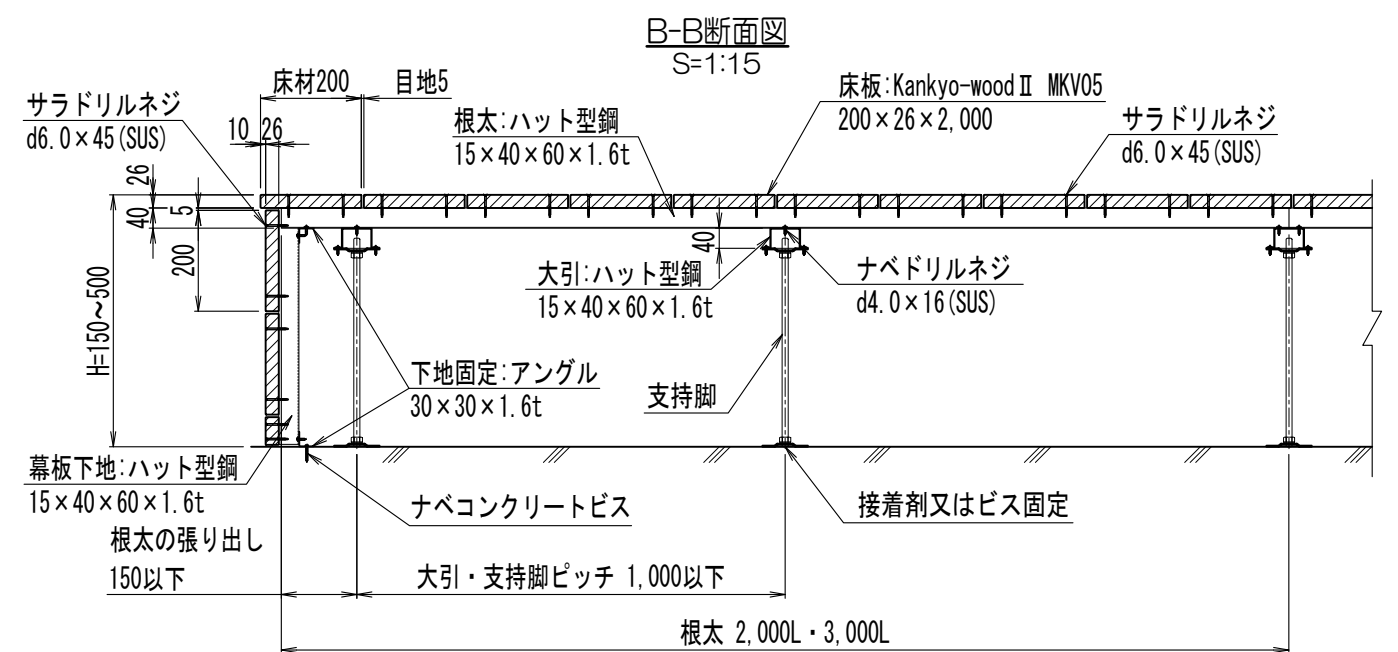 B-B断面図
S=1:15
床材200
目地5
床板:Kankyo-woodⅡ MKV05
200×26×2,000
サラドリルネジ
d6.0×45(SUS)
10 26
根太:ハット型鋼
15×40×60×1.6t
サラドリルネジ
d6.0×45(SUS)
26
40
5
200
40
H=150~500
大引:ハット型鋼
15×40×60×1.6t
ナベドリルネジ
d4.0×16(SUS)
下地固定:アングル
30×30×1.6t
支持脚
幕板下地:ハット型鋼
15×40×60×1.6t
ナベコンクリートビス
接着剤又はビス固定
根太の張り出し
150以下
大引・支持脚ピッチ 1,000以下
根太 2,000L・3,000L